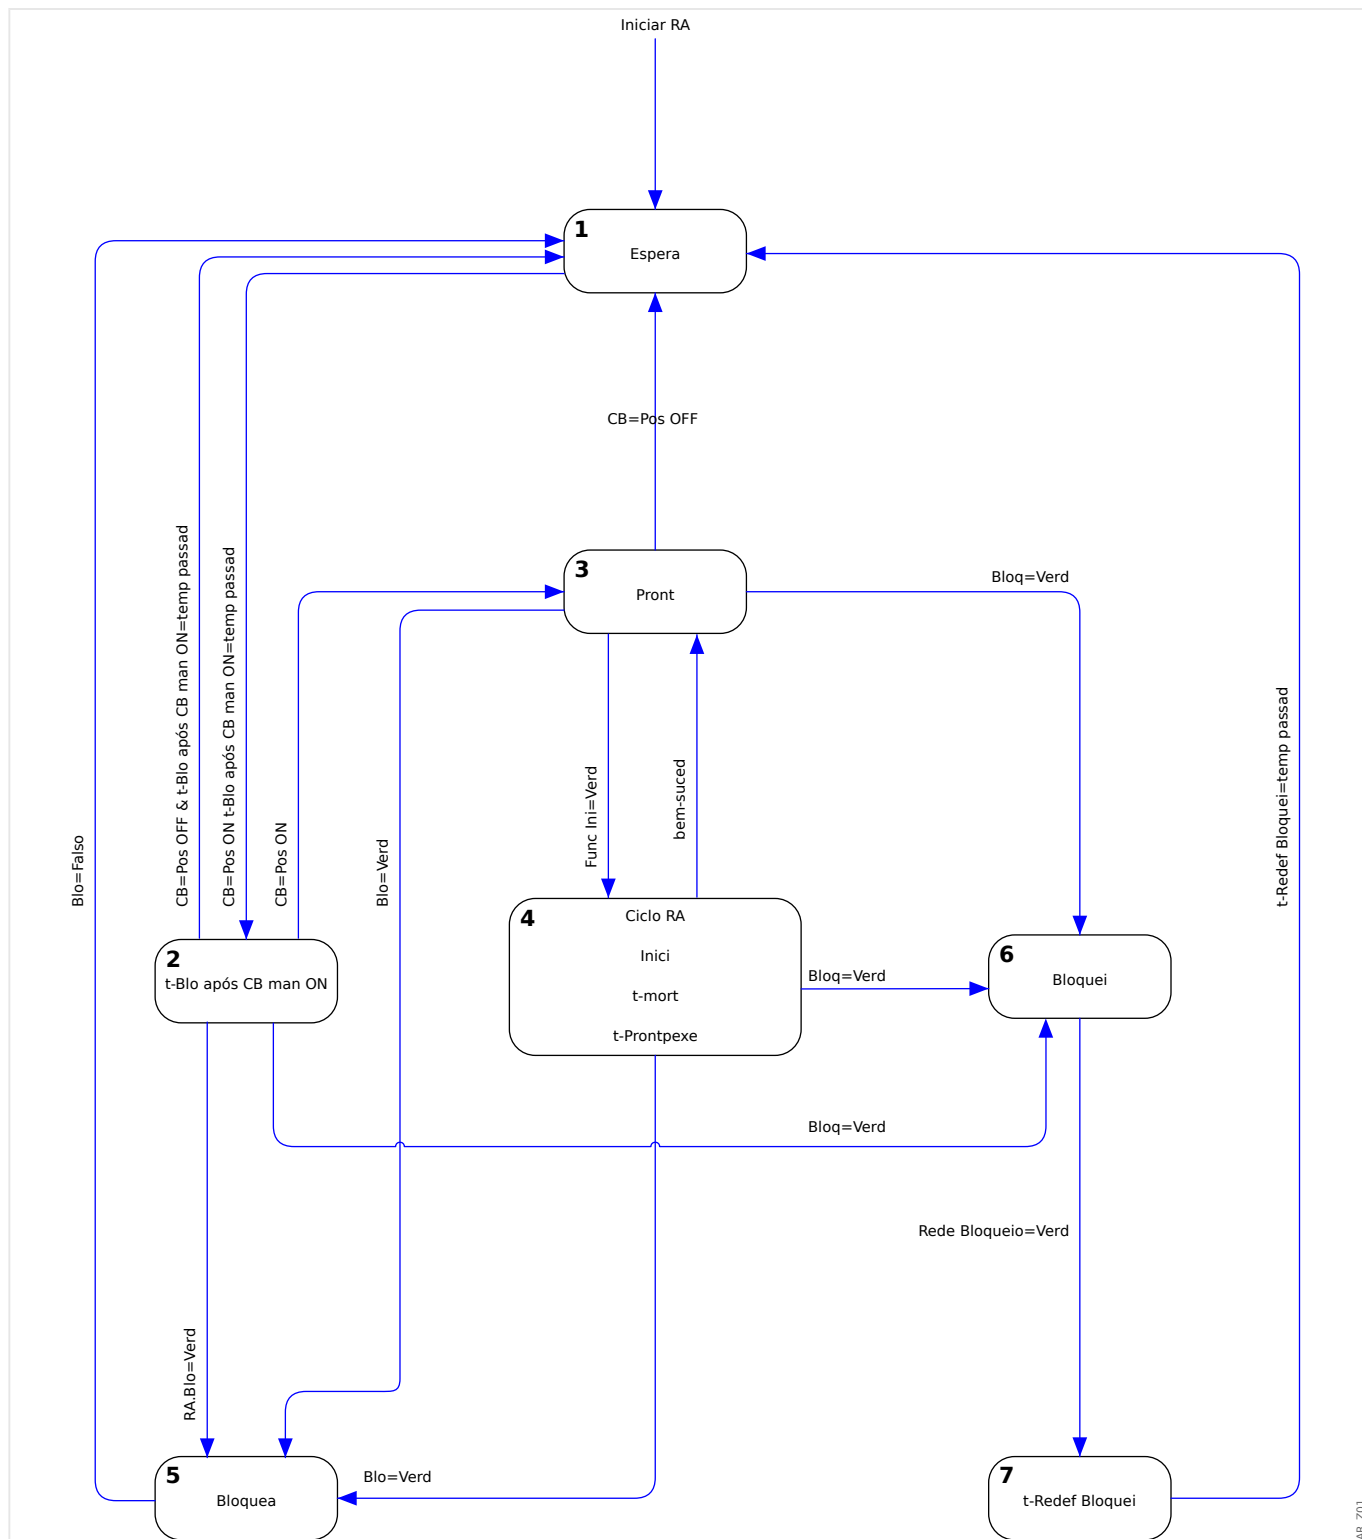 Iniciar RA
1
Espera
CB=Pos OFF
3
Pront
Bloq=Verd
CB=Pos OFF & t-Blo após CB man ON=temp passad
CB=Pos ON t-Blo após CB man ON=temp passad
CB=Pos ON
Blo=Falso
Blo=Verd
Func Ini=Verd
bem-suced
t-Redef Bloquei=temp passad
4
Ciclo RA
Inici
t-mort
t-Prontpexe
2
t-Blo após CB man ON
Bloq=Verd
6
Bloquei
Bloq=Verd
Rede Bloqueio=Verd
RA.Blo=Verd
5
Bloquea
Blo=Verd
7
t-Redef Bloquei
AR_Z01